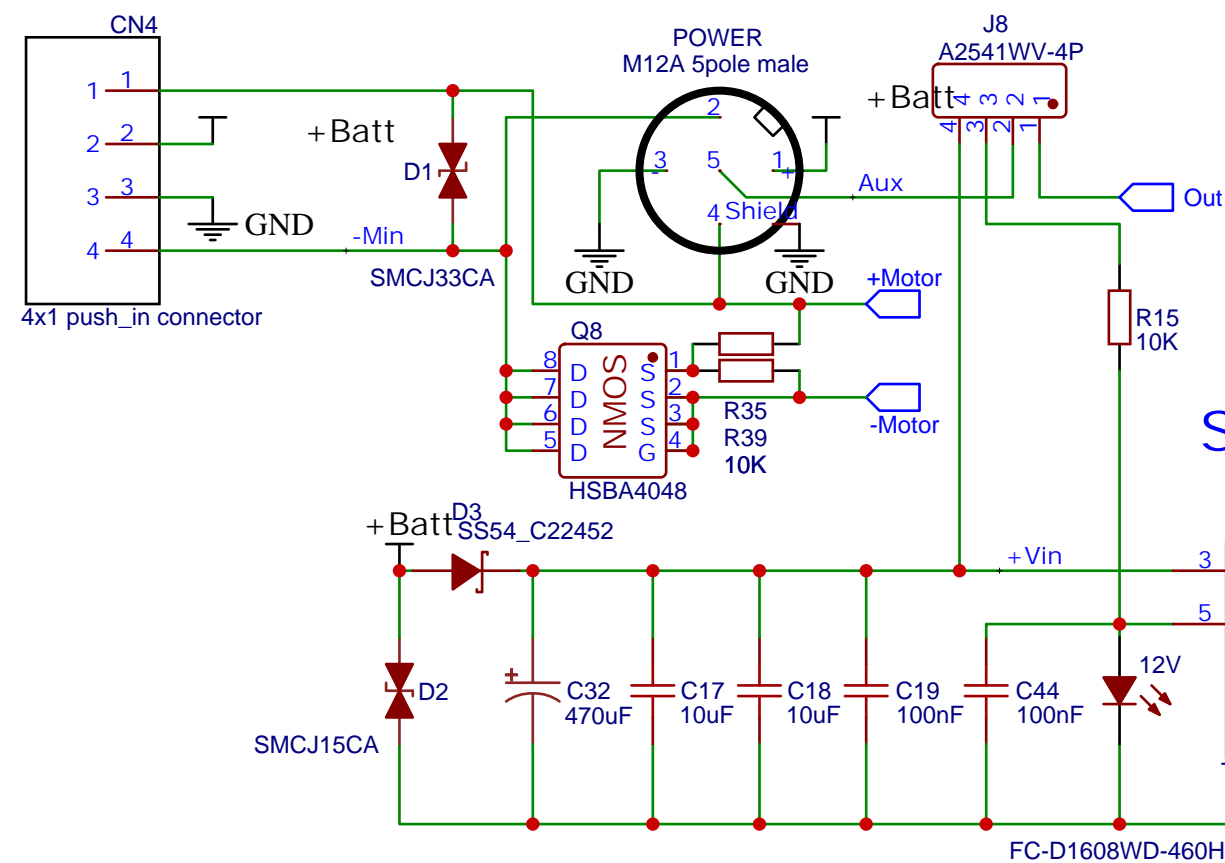 CN4
1 1
2 2
3 3
4 4
4x1 push_in connector
+Batt
D1
GND
-Min
SMCJ33CA
POWER
M12A 5pole male
2
3
-
5
1
+
4
Shield
GND
GND
Aux
J8
A2541WV-4P
+Batt
4 3 2 1
4 3 2 1
Out
+Motor
-Motor
R15
10K
Q8
NMOS
8 D S 1
7 D S 2
6 D S 3
5 D G 4
HSBA4048
R35
R39
10K
S
+Batt
D3
SS54_C22452
+Vin
3
5
D2
SMCJ15CA
+
C32
470uF
C17
10uF
C18
10uF
C19
100nF
C44
100nF
12V
FC-D1608WD-460H